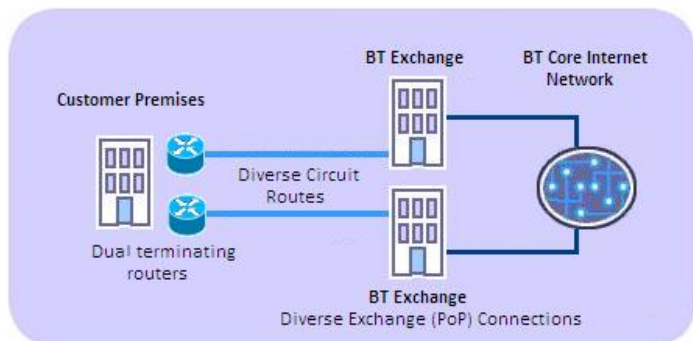 BT Exchange
BT Core Internet
Network
Customer Premises
Diverse Circuit
Routes
Dual terminating
routers
BT Exchange
Diverse Exchange (PoP) Connections